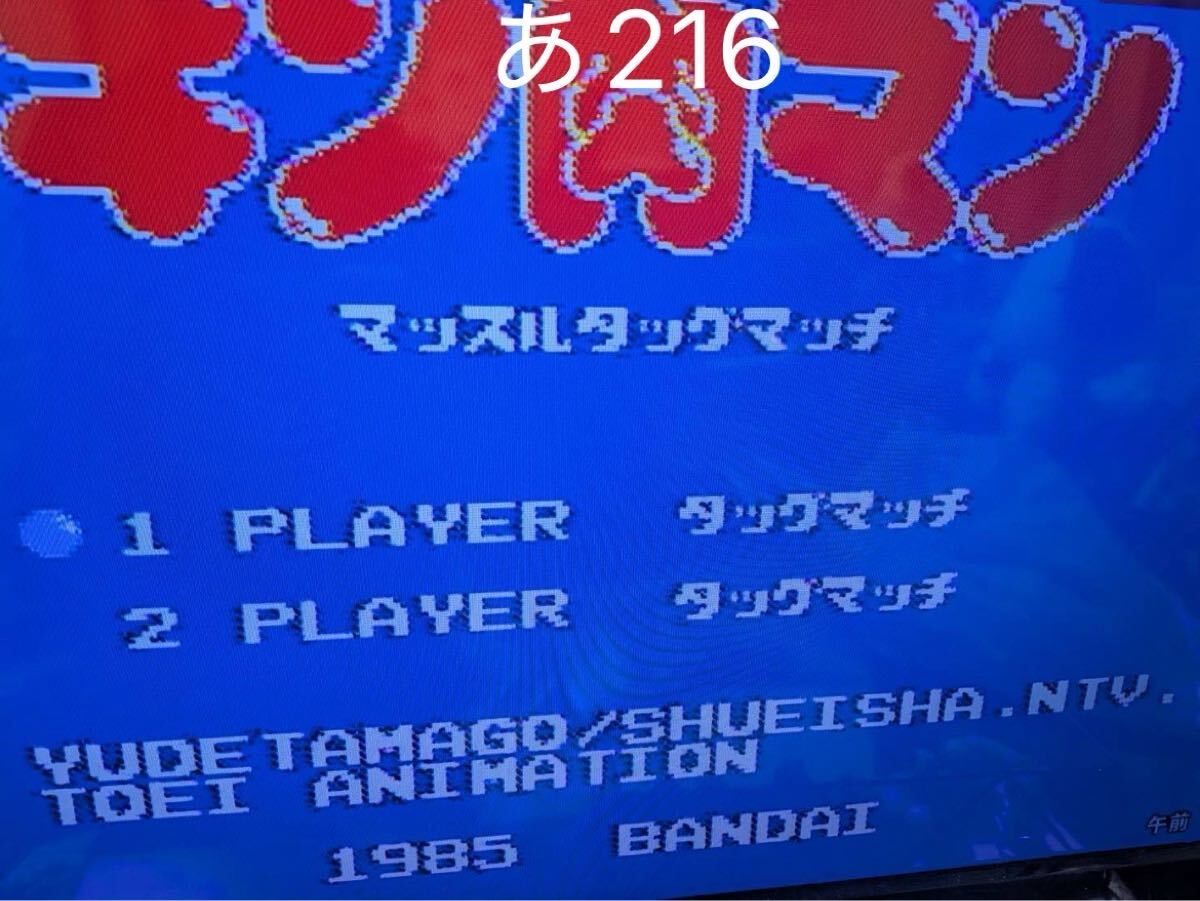 あ216
キン肉マン
マッスルタッグマッチ
1 PLAYER タッグマッチ
2 PLAYER タッグマッチ
YUDETAMAGO/SHUEISHA.NTV.
TOEI ANIMATION
1985 BANDAI
午前